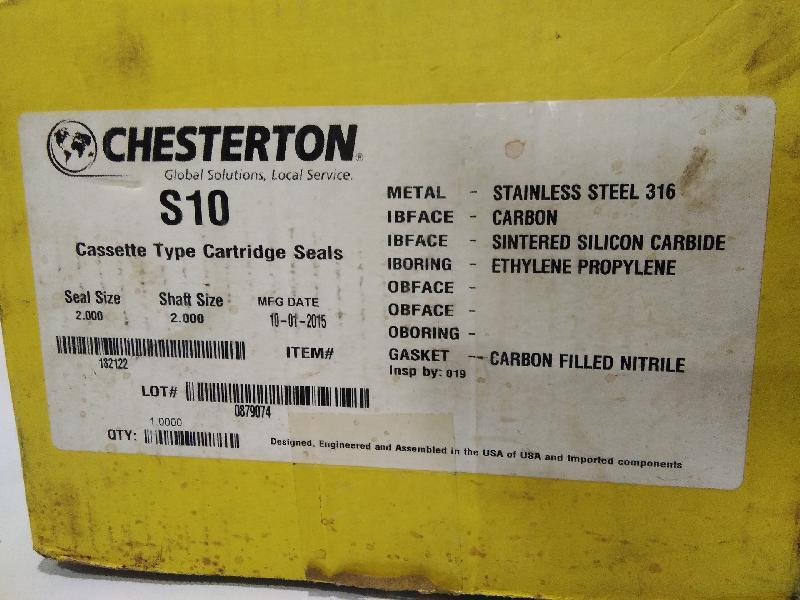 CHESTERTON®
Global Solutions, Local Service.
S10
Cassette Type Cartridge Seals
Seal Size Shaft Size MFG DATE
2.000 2.000 10-01-2015
ITEM#
182122
LOT#
0879074
1.0000
QTY:
METAL - STAINLESS STEEL 316
IBFACE - CARBON
IBFACE - SINTERED SILICON CARBIDE
IBORING - ETHYLENE PROPYLENE
OBFACE -
OBFACE -
OBORING -
GASKET -- CARBON FILLED NITRILE
Insp by: 019
Designed, Engineered and Assembled in the USA of USA and Imported components